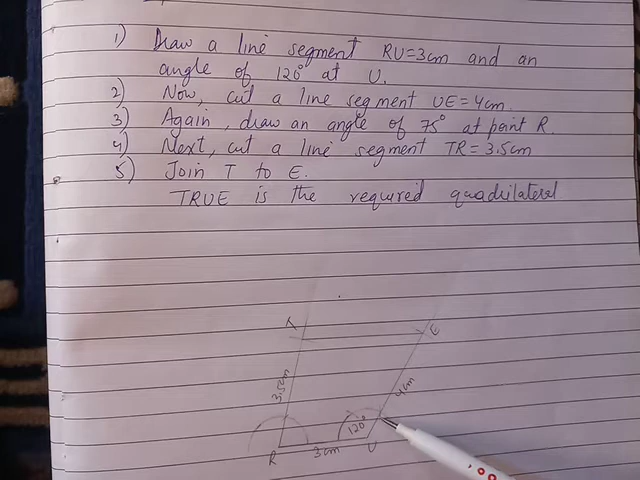 1) Draw a line segment RU=3cm and an
angle of 120° at U.
2) Now, cut a line segment UE=4cm.
3) Again, draw an angle of 75° at point R.
4) Next, cut a line segment TR=3.5cm
5) Join T to E.
TRUE is the required quadrilateral
T
E
3.5cm
4cm
120°
R
3cm
U